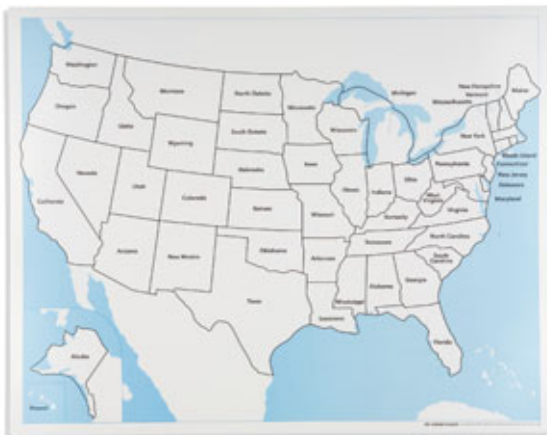 Washington
Montana
North Dakota
Minnesota
Michigan
New Hampshire
Vermont
Massachusetts
Maine
Oregon
Idaho
Wyoming
South Dakota
Wisconsin
New York
Rhode Island
Connecticut
New Jersey
Delaware
Maryland
Pennsylvania
Nebraska
Iowa
Illinois
Indiana
Ohio
West
Virginia
Virginia
California
Nevada
Utah
Colorado
Kansas
Missouri
Kentucky
Tennessee
North Carolina
South
Carolina
Arizona
New Mexico
Oklahoma
Arkansas
Texas
Louisiana
Mississippi
Alabama
Georgia
Florida
Alaska
Hawaii